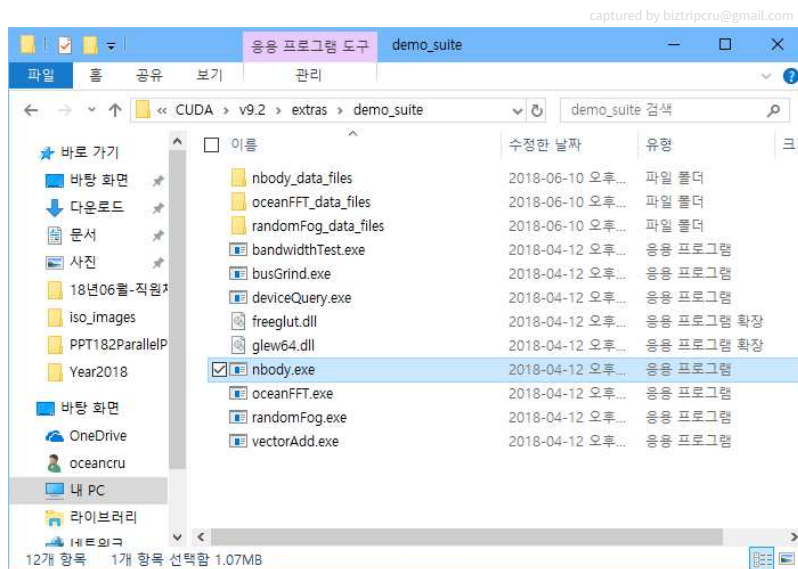 captured by biztripcru@gmail.com
응용 프로그램 도구 demo_suite
파일 홈 공유 보기 관리
« CUDA › v9.2 › extras › demo_suite demo_suite 검색
이름 수정한 날짜 유형 크
바로 가기
바탕 화면
다운로드
문서
사진
18년06월-직원
iso_images
PPT182ParallelP
Year2018
바탕 화면
OneDrive
oceancru
내 PC
라이브러리
네트워크
nbody_data_files 2018-06-10 오후... 파일 폴더
oceanFFT_data_files 2018-06-10 오후... 파일 폴더
randomFog_data_files 2018-06-10 오후... 파일 폴더
bandwidthTest.exe 2018-04-12 오후... 응용 프로그램
busGrind.exe 2018-04-12 오후... 응용 프로그램
deviceQuery.exe 2018-04-12 오후... 응용 프로그램
freeglut.dll 2018-04-12 오후... 응용 프로그램 확장
glew64.dll 2018-04-12 오후... 응용 프로그램 확장
nbody.exe 2018-04-12 오후... 응용 프로그램
oceanFFT.exe 2018-04-12 오후... 응용 프로그램
randomFog.exe 2018-04-12 오후... 응용 프로그램
vectorAdd.exe 2018-04-12 오후... 응용 프로그램
12개 항목 1개 항목 선택함 1.07MB